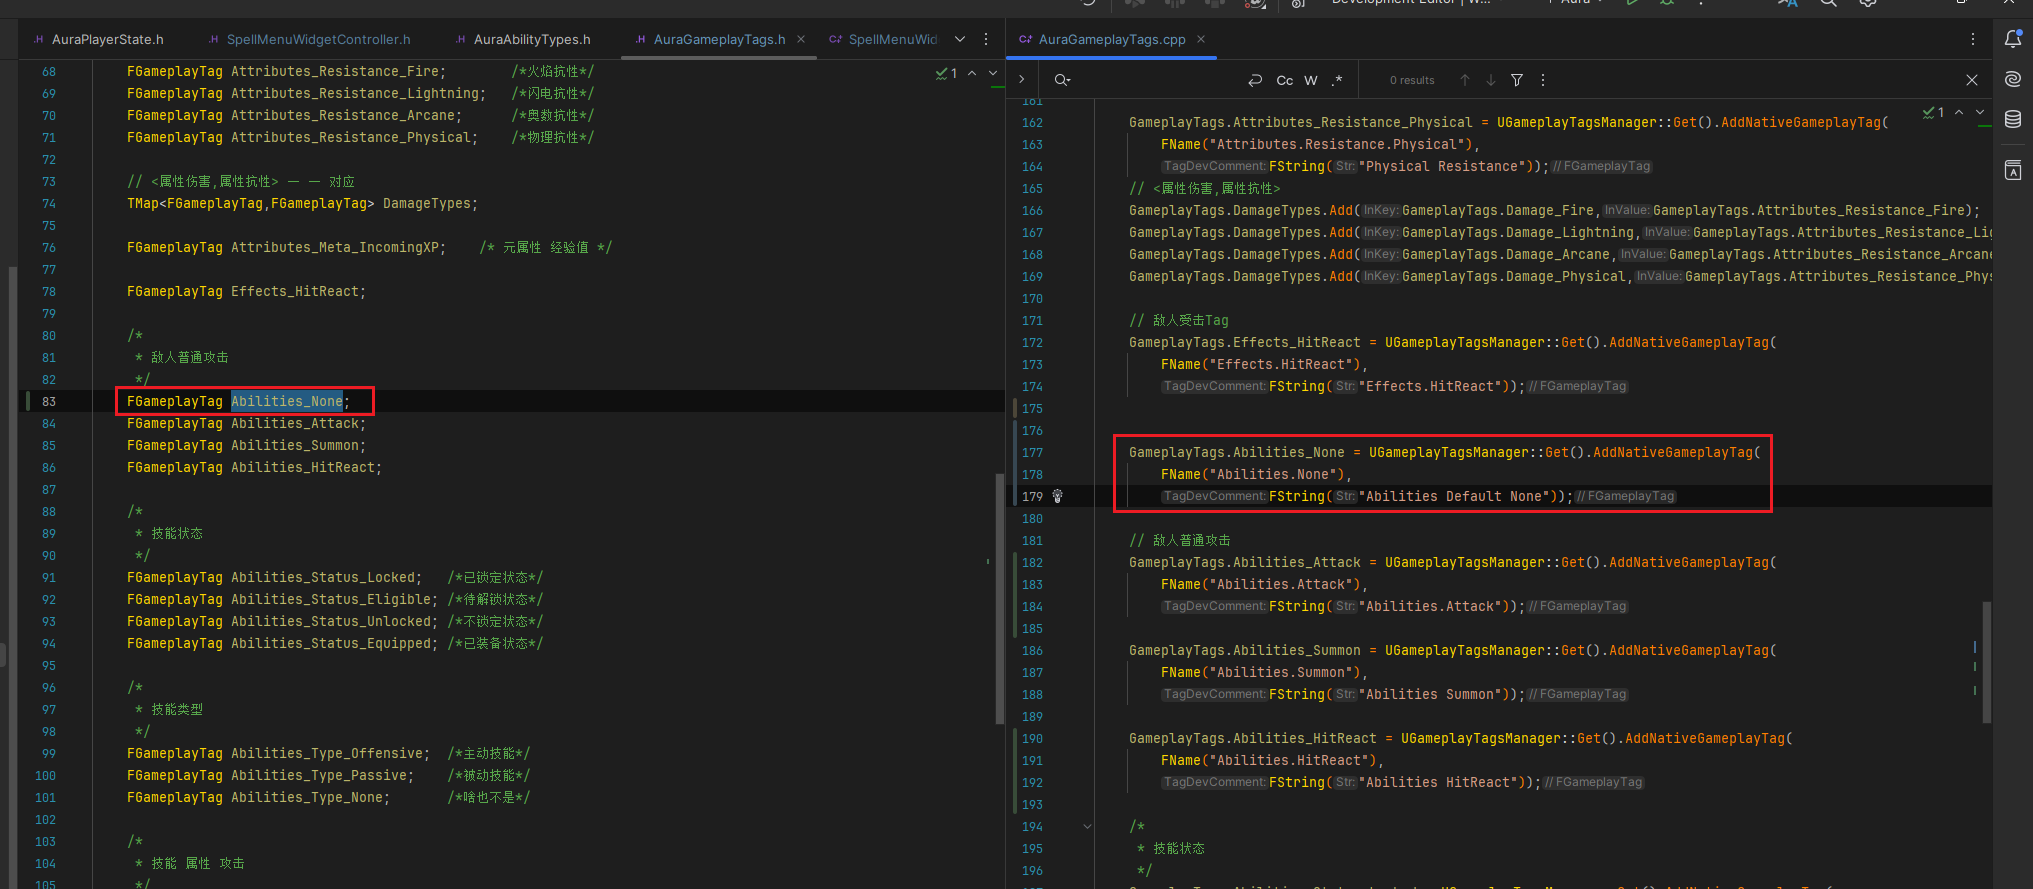 Development Editor | W...
Aura
AuraPlayerState.h
SpellMenuWidgetController.h
AuraAbilityTypes.h
AuraGameplayTags.h
SpellMenuWid
AuraGameplayTags.cpp
Cc W .* 0 results
68 FGameplayTag Attributes_Resistance_Fire; /*火焰抗性*/
69 FGameplayTag Attributes_Resistance_Lightning; /*闪电抗性*/
70 FGameplayTag Attributes_Resistance_Arcane; /*奥数抗性*/
71 FGameplayTag Attributes_Resistance_Physical; /*物理抗性*/
72
73 // <属性伤害,属性抗性> 一 一 对应
74 TMap<FGameplayTag,FGameplayTag> DamageTypes;
75
76 FGameplayTag Attributes_Meta_IncomingXP; /* 元属性 经验值 */
77
78 FGameplayTag Effects_HitReact;
79
80 /*
81 * 敌人普通攻击
82 */
83 FGameplayTag Abilities_None;
84 FGameplayTag Abilities_Attack;
85 FGameplayTag Abilities_Summon;
86 FGameplayTag Abilities_HitReact;
87
88 /*
89 * 技能状态
90 */
91 FGameplayTag Abilities_Status_Locked; /*已锁定状态*/
92 FGameplayTag Abilities_Status_Eligible; /*待解锁状态*/
93 FGameplayTag Abilities_Status_Unlocked; /*不锁定状态*/
94 FGameplayTag Abilities_Status_Equipped; /*已装备状态*/
95
96 /*
97 * 技能类型
98 */
99 FGameplayTag Abilities_Type_Offensive; /*主动技能*/
100 FGameplayTag Abilities_Type_Passive; /*被动技能*/
101 FGameplayTag Abilities_Type_None; /*啥也不是*/
102
103 /*
104 * 技能 属性 攻击
105 */
1
161
162 GameplayTags.Attributes_Resistance_Physical = UGameplayTagsManager::Get().AddNativeGameplayTag(
163 FName("Attributes.Resistance.Physical"),
164 TagDevComment: FString( Str: "Physical Resistance")); // FGameplayTag
165 // <属性伤害,属性抗性>
166 GameplayTags.DamageTypes.Add( InKey: GameplayTags.Damage_Fire, InValue: GameplayTags.Attributes_Resistance_Fire);
167 GameplayTags.DamageTypes.Add( InKey: GameplayTags.Damage_Lightning, InValue: GameplayTags.Attributes_Resistance_Lig
168 GameplayTags.DamageTypes.Add( InKey: GameplayTags.Damage_Arcane, InValue: GameplayTags.Attributes_Resistance_Arcane
169 GameplayTags.DamageTypes.Add( InKey: GameplayTags.Damage_Physical, InValue: GameplayTags.Attributes_Resistance_Phys
170
171 // 敌人受击Tag
172 GameplayTags.Effects_HitReact = UGameplayTagsManager::Get().AddNativeGameplayTag(
173 FName("Effects.HitReact"),
174 TagDevComment: FString( Str: "Effects.HitReact")); // FGameplayTag
175
176
177 GameplayTags.Abilities_None = UGameplayTagsManager::Get().AddNativeGameplayTag(
178 FName("Abilities.None"),
179 TagDevComment: FString( Str: "Abilities Default None")); // FGameplayTag
180
181 // 敌人普通攻击
182 GameplayTags.Abilities_Attack = UGameplayTagsManager::Get().AddNativeGameplayTag(
183 FName("Abilities.Attack"),
184 TagDevComment: FString( Str: "Abilities.Attack")); // FGameplayTag
185
186 GameplayTags.Abilities_Summon = UGameplayTagsManager::Get().AddNativeGameplayTag(
187 FName("Abilities.Summon"),
188 TagDevComment: FString( Str: "Abilities Summon")); // FGameplayTag
189
190 GameplayTags.Abilities_HitReact = UGameplayTagsManager::Get().AddNativeGameplayTag(
191 FName("Abilities.HitReact"),
192 TagDevComment: FString( Str: "Abilities HitReact")); // FGameplayTag
193
194 /*
195 * 技能状态
196 */
1